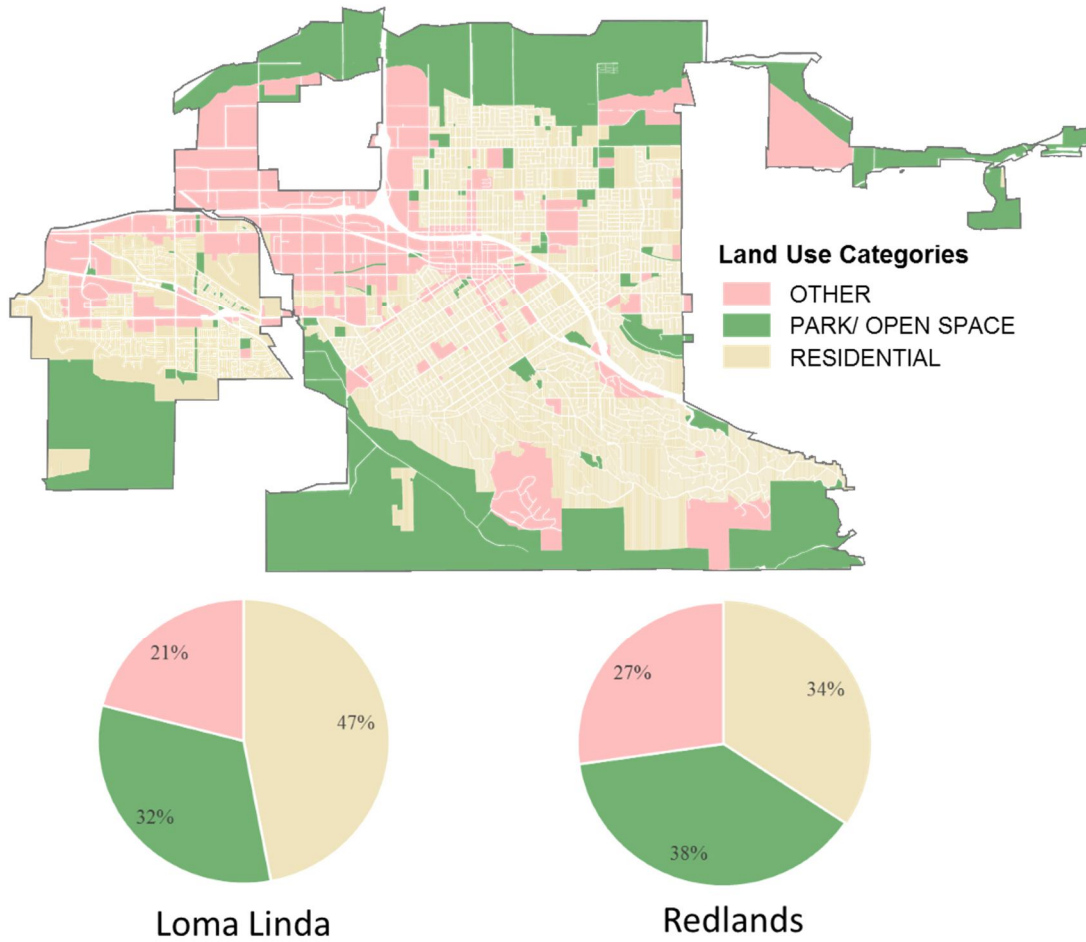 Land Use Categories
OTHER
PARK/ OPEN SPACE
RESIDENTIAL
21%
47%
32%
Loma Linda
27%
34%
38%
Redlands